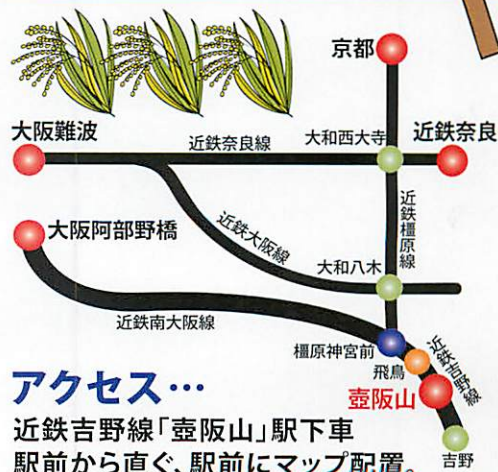 京都
大阪難波
近鉄奈良線
大和西大寺
近鉄奈良
近鉄橿原線
大阪阿部野橋
近鉄大阪線
大和八木
近鉄南大阪線
橿原神宮前
飛鳥
近鉄吉野線
壺阪山
吉野
アクセス…
近鉄吉野線「壺阪山」駅下車
駅前から直ぐ、駅前にマップ配置。